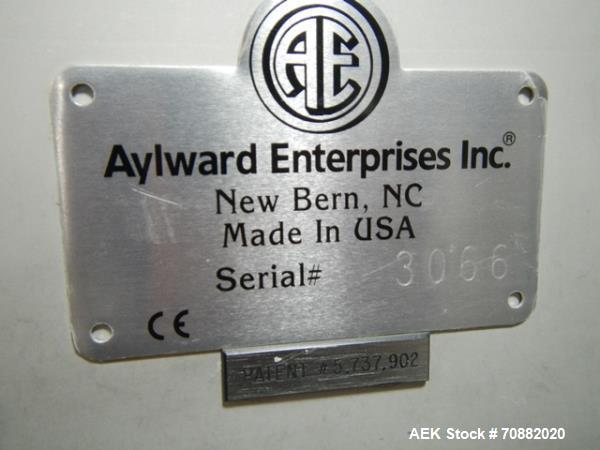 AE
Aylward Enterprises Inc.®
New Bern, NC
Made In USA
Serial# 3066
CE
PATENT # 5,737,902
AEK Stock # 70882020